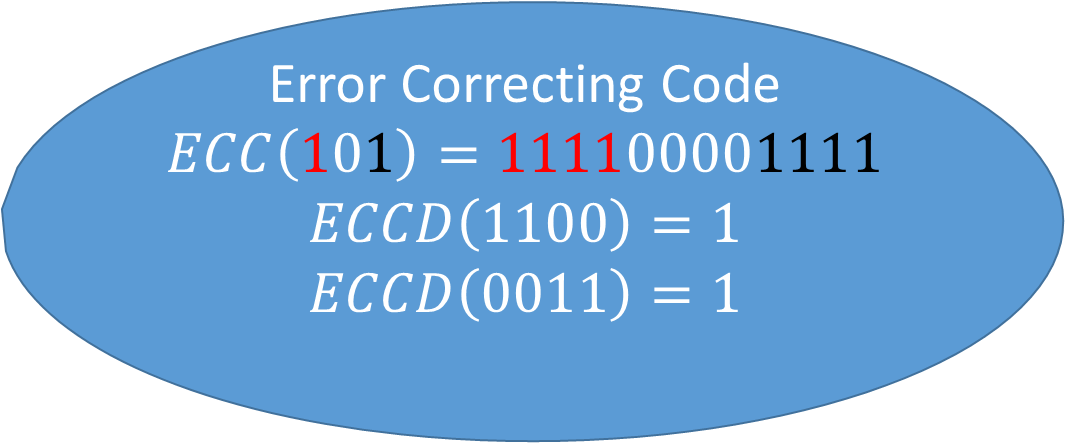 Error Correcting Code
ECC(101) = 111100001111
ECCD(1100) = 1
ECCD(0011) = 1